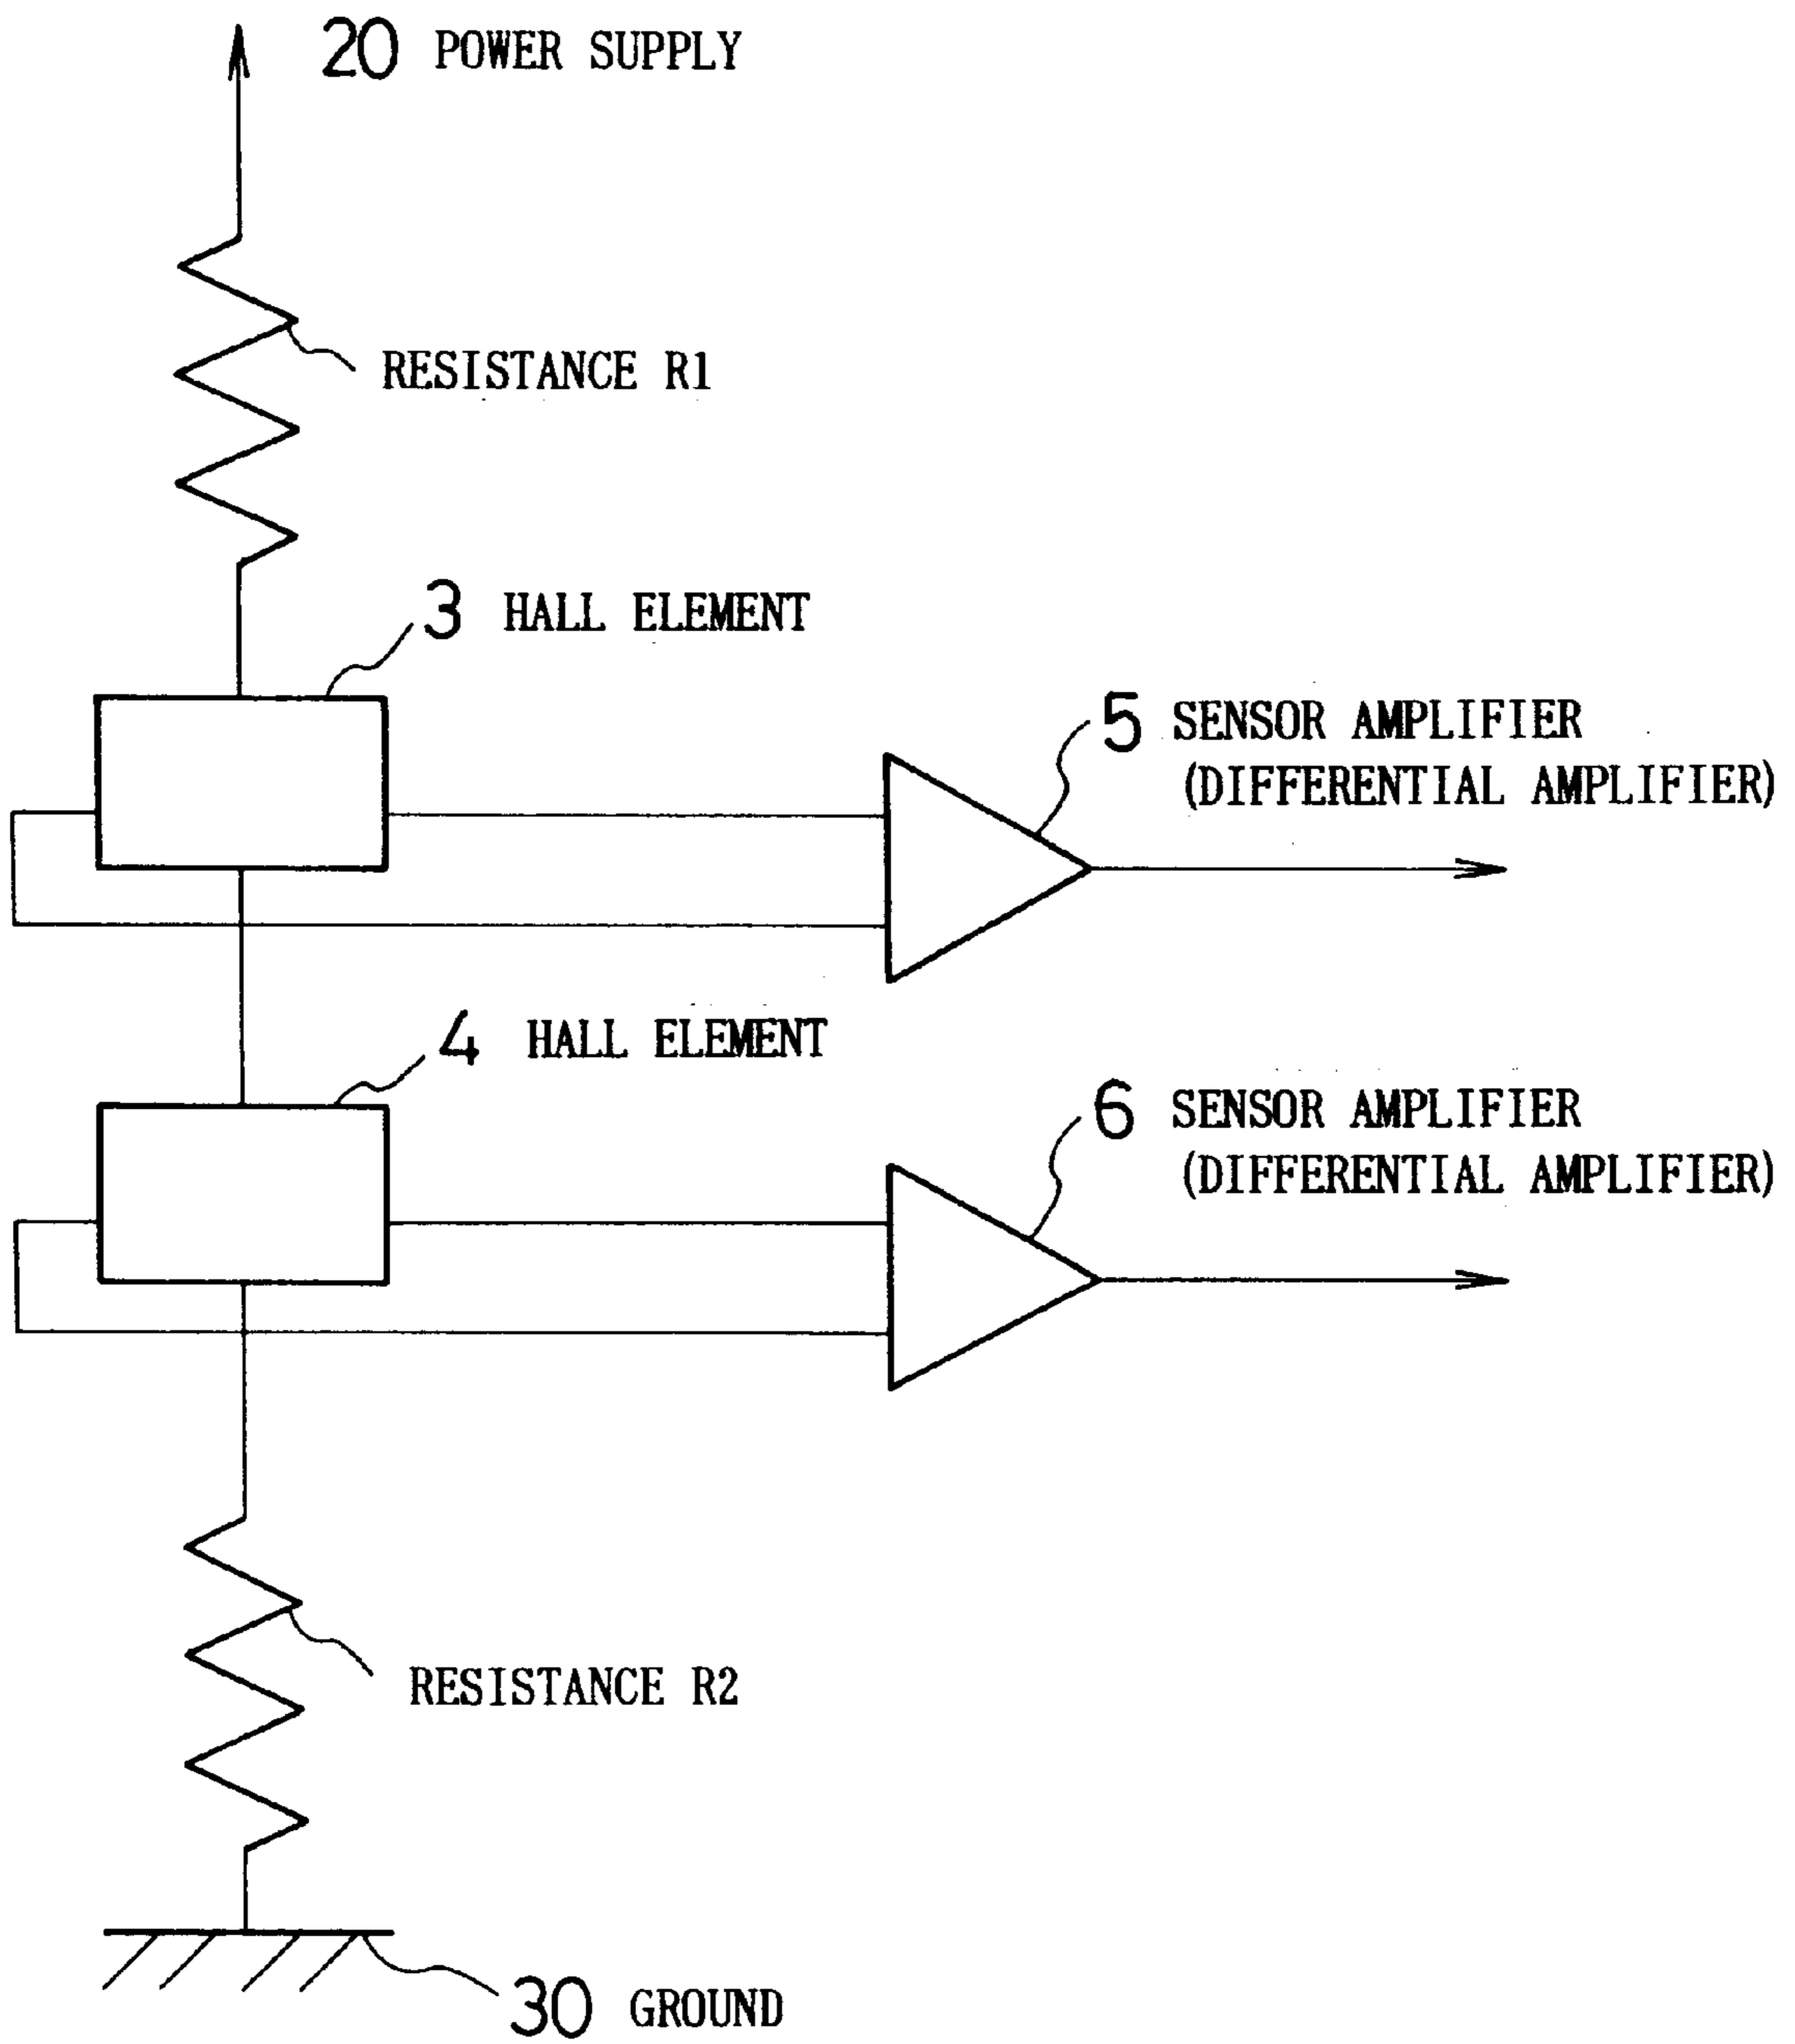 20 POWER SUPPLY
RESISTANCE R1
3 HALL ELEMENT
5 SENSOR AMPLIFIER
(DIFFERENTIAL AMPLIFIER)
4 HALL ELEMENT
6 SENSOR AMPLIFIER
(DIFFERENTIAL AMPLIFIER)
RESISTANCE R2
30 GROUND